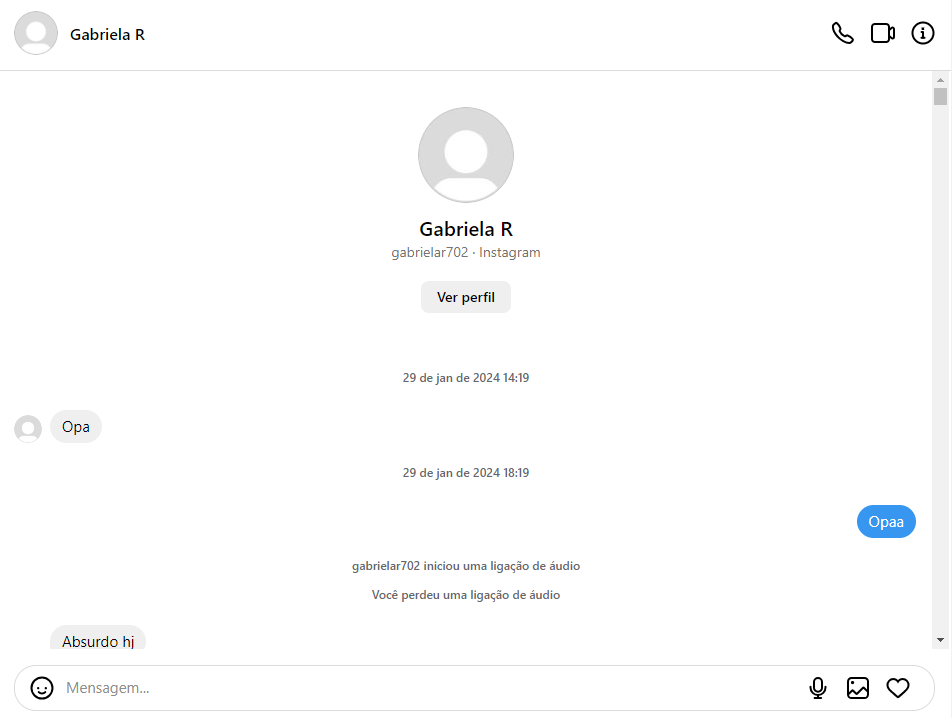 Gabriela R
Gabriela R
gabrielar702 · Instagram
Ver perfil
29 de jan de 2024 14:19
Opa
29 de jan de 2024 18:19
Opaa
gabrielar702 iniciou uma ligação de áudio
Você perdeu uma ligação de áudio
Absurdo hj
Mensagem...